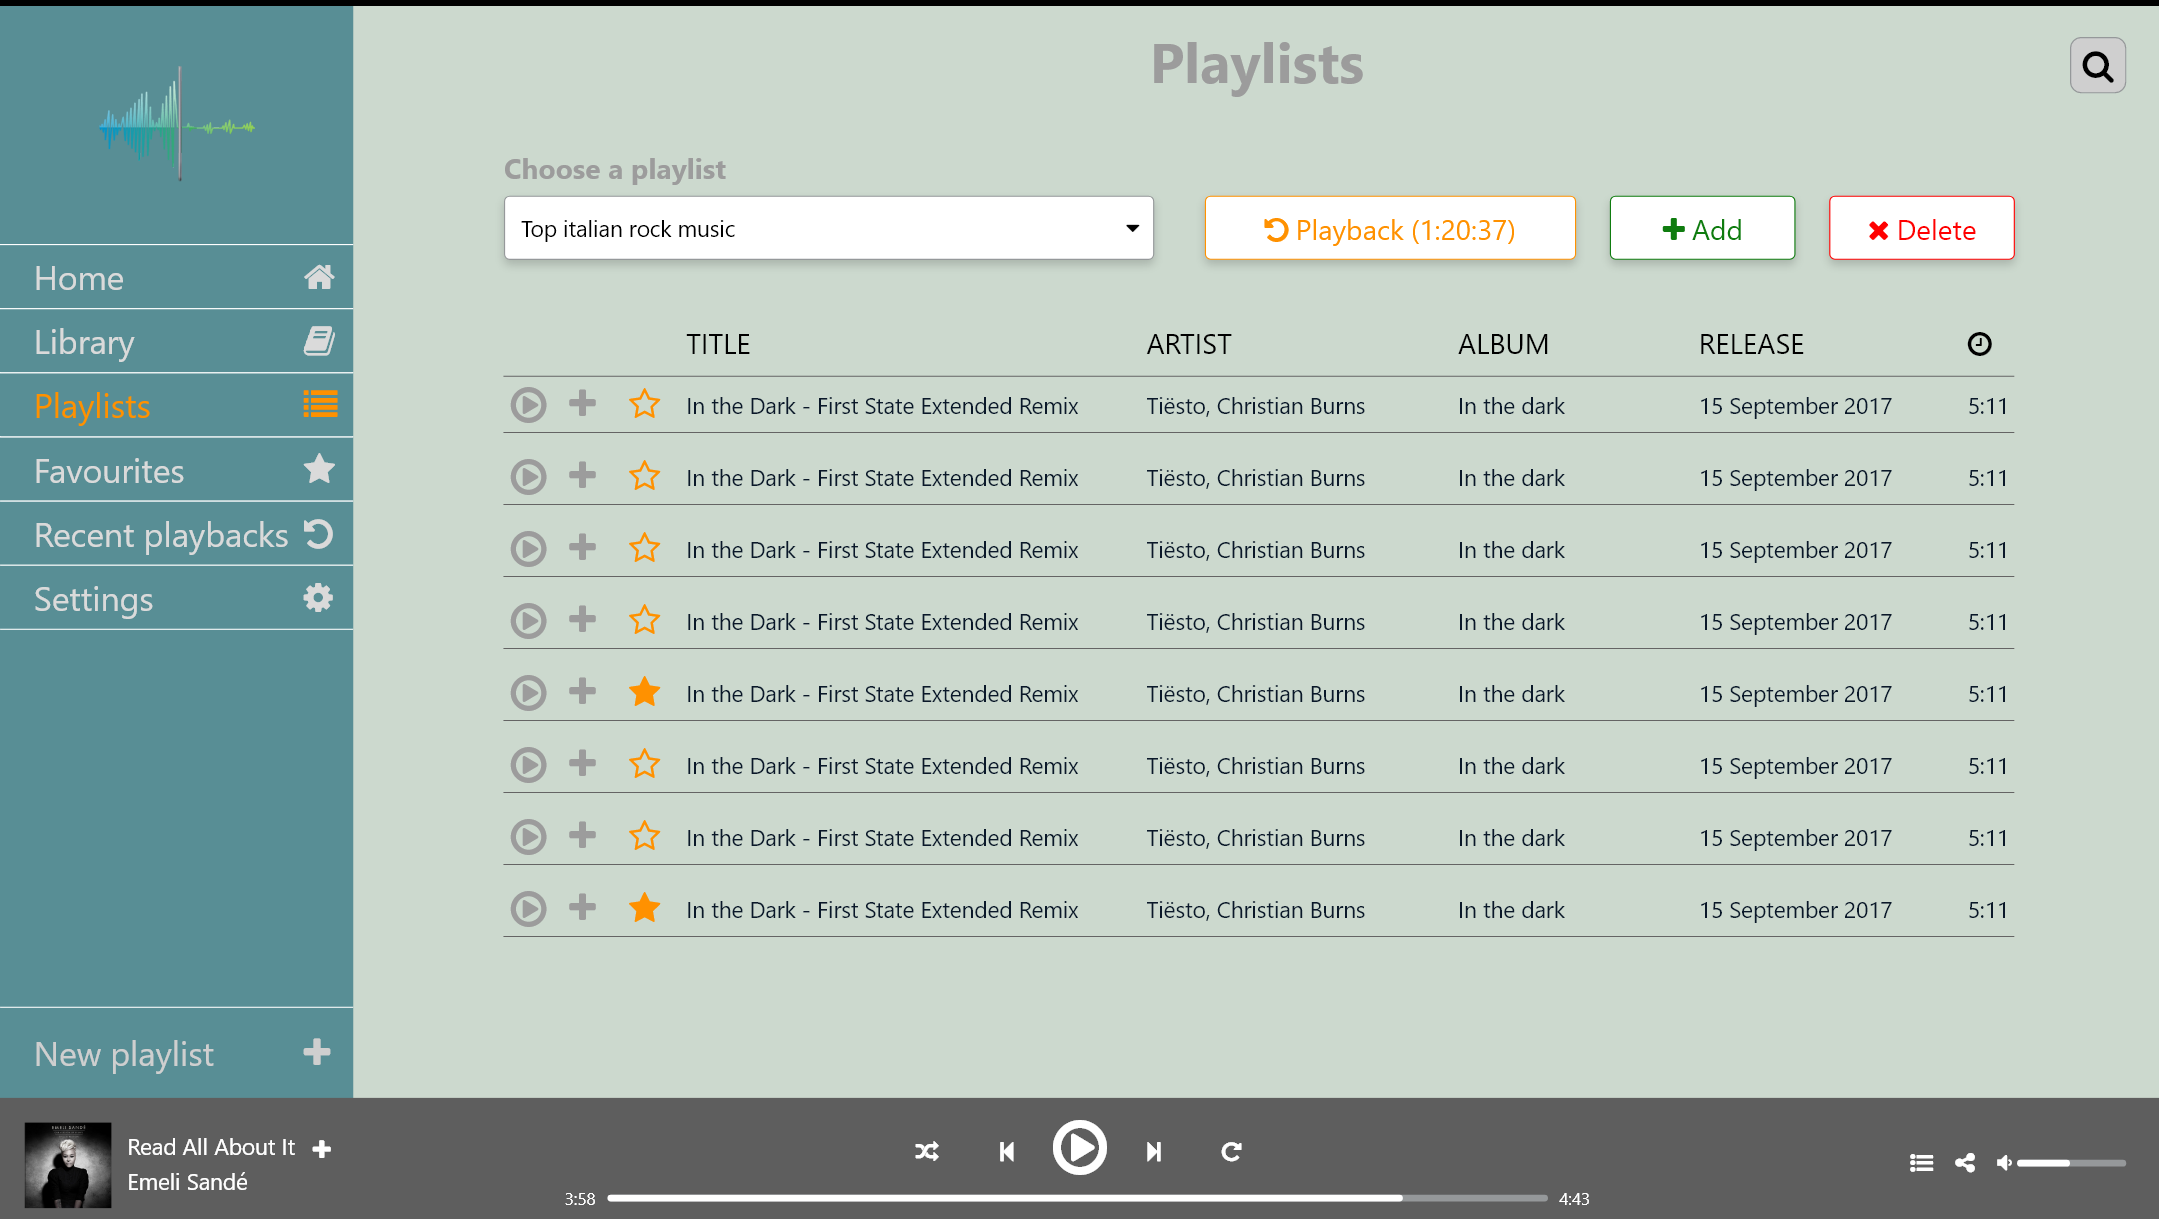 Playlists
Choose a playlist
Top italian rock music
Playback (1:20:37)
Add
Delete
Home
Library
Playlists
Favourites
Recent playbacks
Settings
New playlist
TITLE ARTIST ALBUM RELEASE
In the Dark - First State Extended Remix Tiësto, Christian Burns In the dark 15 September 2017 5:11
In the Dark - First State Extended Remix Tiësto, Christian Burns In the dark 15 September 2017 5:11
In the Dark - First State Extended Remix Tiësto, Christian Burns In the dark 15 September 2017 5:11
In the Dark - First State Extended Remix Tiësto, Christian Burns In the dark 15 September 2017 5:11
In the Dark - First State Extended Remix Tiësto, Christian Burns In the dark 15 September 2017 5:11
In the Dark - First State Extended Remix Tiësto, Christian Burns In the dark 15 September 2017 5:11
In the Dark - First State Extended Remix Tiësto, Christian Burns In the dark 15 September 2017 5:11
In the Dark - First State Extended Remix Tiësto, Christian Burns In the dark 15 September 2017 5:11
EMELI SANDÉ
Read All About It
Emeli Sandé
3:58
4:43